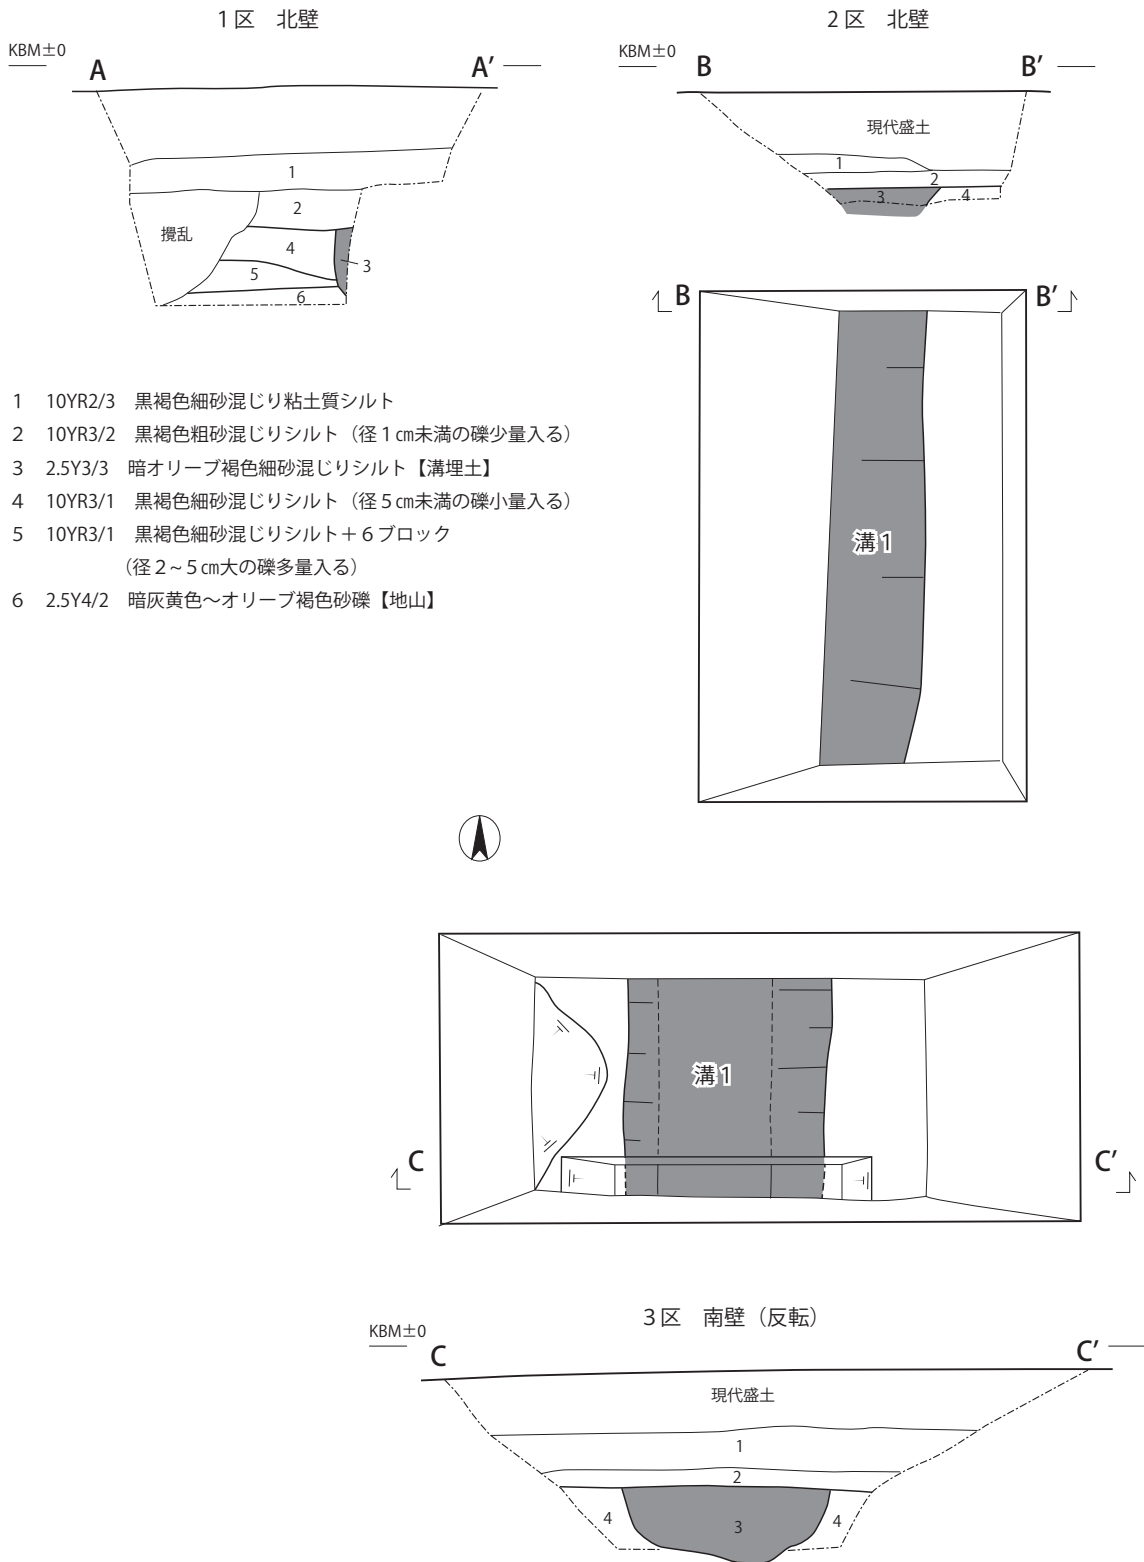 1区 北壁
KBM±0
A
A′
1
2
攪乱
4
3
5
6
2区 北壁
KBM±0
B
B′
現代盛土
1
2
3
4
B
B′
溝1
1 10YR2/3 黒褐色細砂混じり粘土質シルト
2 10YR3/2 黒褐色粗砂混じりシルト（径1㎝未満の礫少量入る）
3 2.5Y3/3 暗オリーブ褐色細砂混じりシルト【溝埋土】
4 10YR3/1 黒褐色細砂混じりシルト（径5㎝未満の礫小量入る）
5 10YR3/1 黒褐色細砂混じりシルト＋6ブロック
（径2～5㎝大の礫多量入る）
6 2.5Y4/2 暗灰黄色～オリーブ褐色砂礫【地山】
溝1
C
C′
3区 南壁（反転）
KBM±0
C
C′
現代盛土
1
2
4
3
4